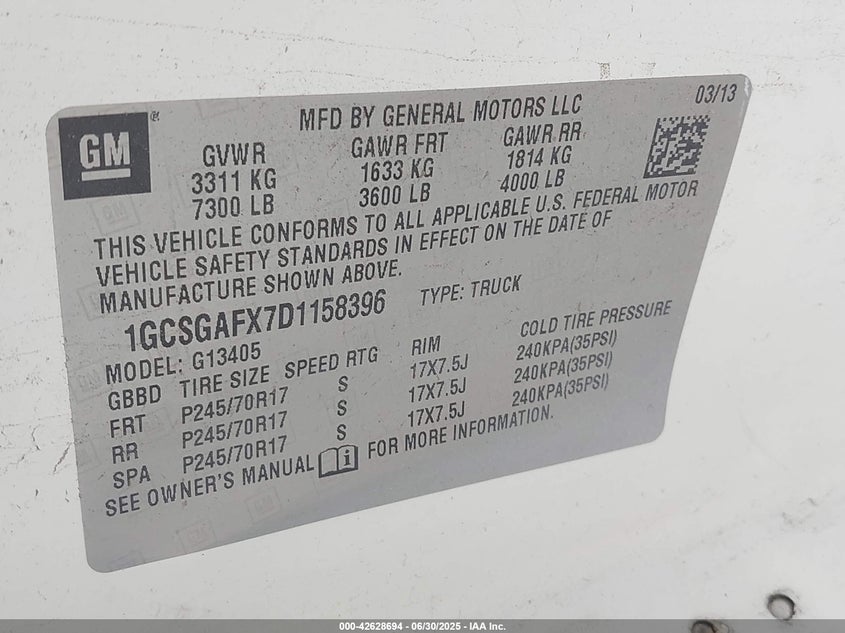 MFD BY GENERAL MOTORS LLC 03/13
GM®
GVWR GAWR FRT GAWR RR
3311 KG 1633 KG 1814 KG
7300 LB 3600 LB 4000 LB
THIS VEHICLE CONFORMS TO ALL APPLICABLE U.S. FEDERAL MOTOR
VEHICLE SAFETY STANDARDS IN EFFECT ON THE DATE OF
MANUFACTURE SHOWN ABOVE.
1GCSGAFX7D1158396 TYPE: TRUCK
MODEL: G13405
GBBD TIRE SIZE SPEED RTG RIM COLD TIRE PRESSURE
FRT P245/70R17 S 17X7.5J 240KPA(35PSI)
RR P245/70R17 S 17X7.5J 240KPA(35PSI)
SPA P245/70R17 S 17X7.5J 240KPA(35PSI)
SEE OWNER'S MANUAL i FOR MORE INFORMATION.
000-42628694 - 06/30/2025 - IAA Inc.